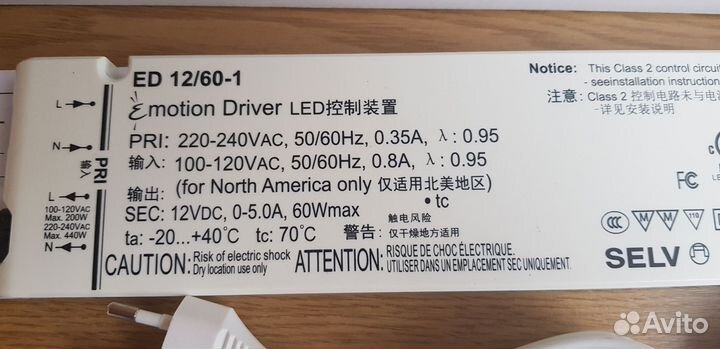 ED 12/60-1
Emotion Driver LED控制装置
PRI: 220-240VAC, 50/60Hz, 0.35A, λ: 0.95
输入: 100-120VAC, 50/60Hz, 0.8A, λ: 0.95
输出: (for North America only 仅适用北美地区)
•tc
SEC: 12VDC, 0-5.0A, 60Wmax
ta: -20...+40°C tc: 70°C
警告: 触电风险
仅干燥地方适用
CAUTION: Risk of electric shock
Dry location use only
ATTENTION: RISQUE DE CHOC ÉLECTRIQUE.
UTILISER DANS UN EMPLACEMENT SEC UNIQUEMENT.
L
N
PRI
输入
L
100-120VAC
Max. 200W
220-240VAC
Max. 440W
N
Notice: This Class 2 control circuit
- seeinstallation instruction
注意: Class 2 控制电路未与电
-详见安装说明
FC
LE
M M 110
SELV
Avito